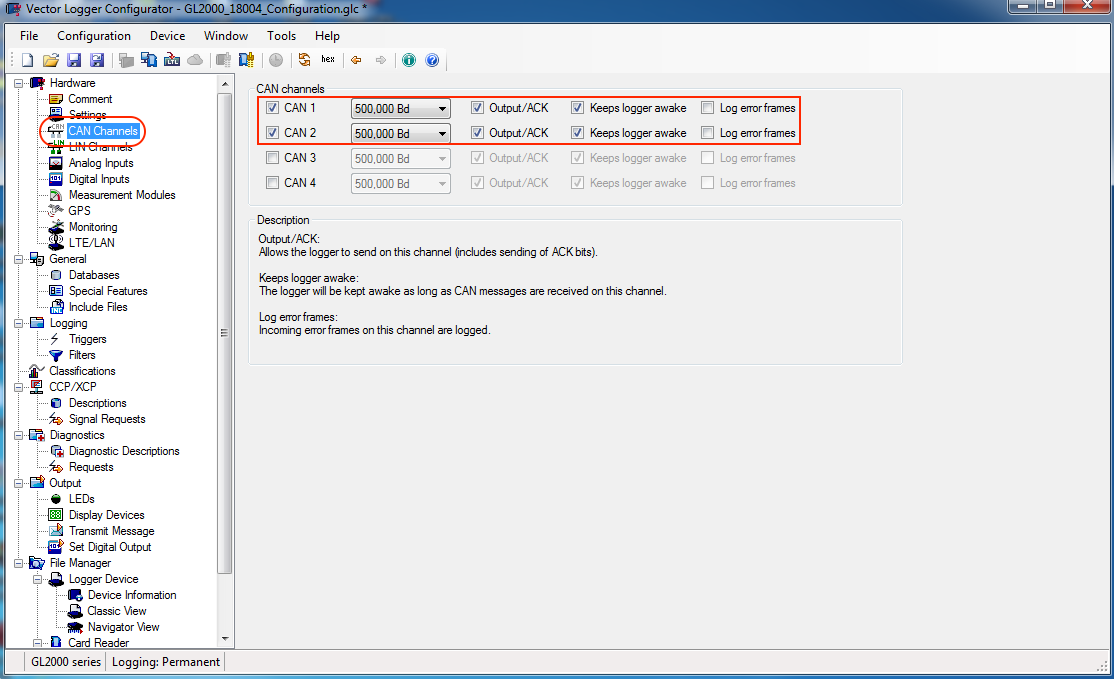 Vector Logger Configurator - GL2000_18004_Configuration.glc *
File Configuration Device Window Tools Help
LYL hex
Hardware
Comment
Settings
CAN Channels
LIN Channels
Analog Inputs
Digital Inputs
Measurement Modules
GPS
Monitoring
LTE/LAN
General
Databases
Special Features
Include Files
Logging
Triggers
Filters
Classifications
CCP/XCP
Descriptions
Signal Requests
Diagnostics
Diagnostic Descriptions
Requests
Output
LEDs
Display Devices
Transmit Message
Set Digital Output
File Manager
Logger Device
Device Information
Classic View
Navigator View
Card Reader
CAN channels
CAN 1 500,000 Bd Output/ACK Keeps logger awake Log error frames
CAN 2 500,000 Bd Output/ACK Keeps logger awake Log error frames
CAN 3 500,000 Bd Output/ACK Keeps logger awake Log error frames
CAN 4 500,000 Bd Output/ACK Keeps logger awake Log error frames
Description
Output/ACK:
Allows the logger to send on this channel (includes sending of ACK bits).
Keeps logger awake:
The logger will be kept awake as long as CAN messages are received on this channel.
Log error frames:
Incoming error frames on this channel are logged.
GL2000 series Logging: Permanent